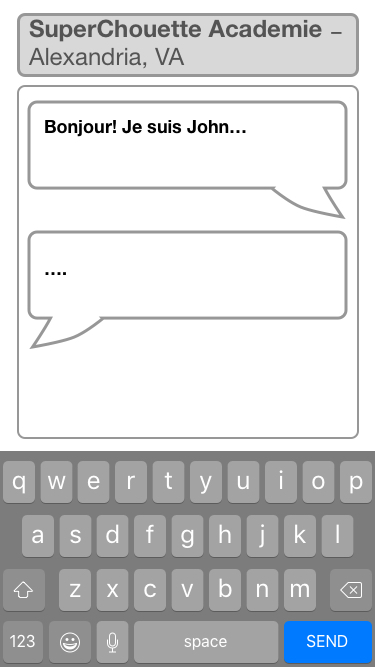 SuperChouette Academie –
Alexandria, VA
Bonjour! Je suis John...
....
q w e r t y u i o p
a s d f g h j k l
z x c v b n m
123 space SEND